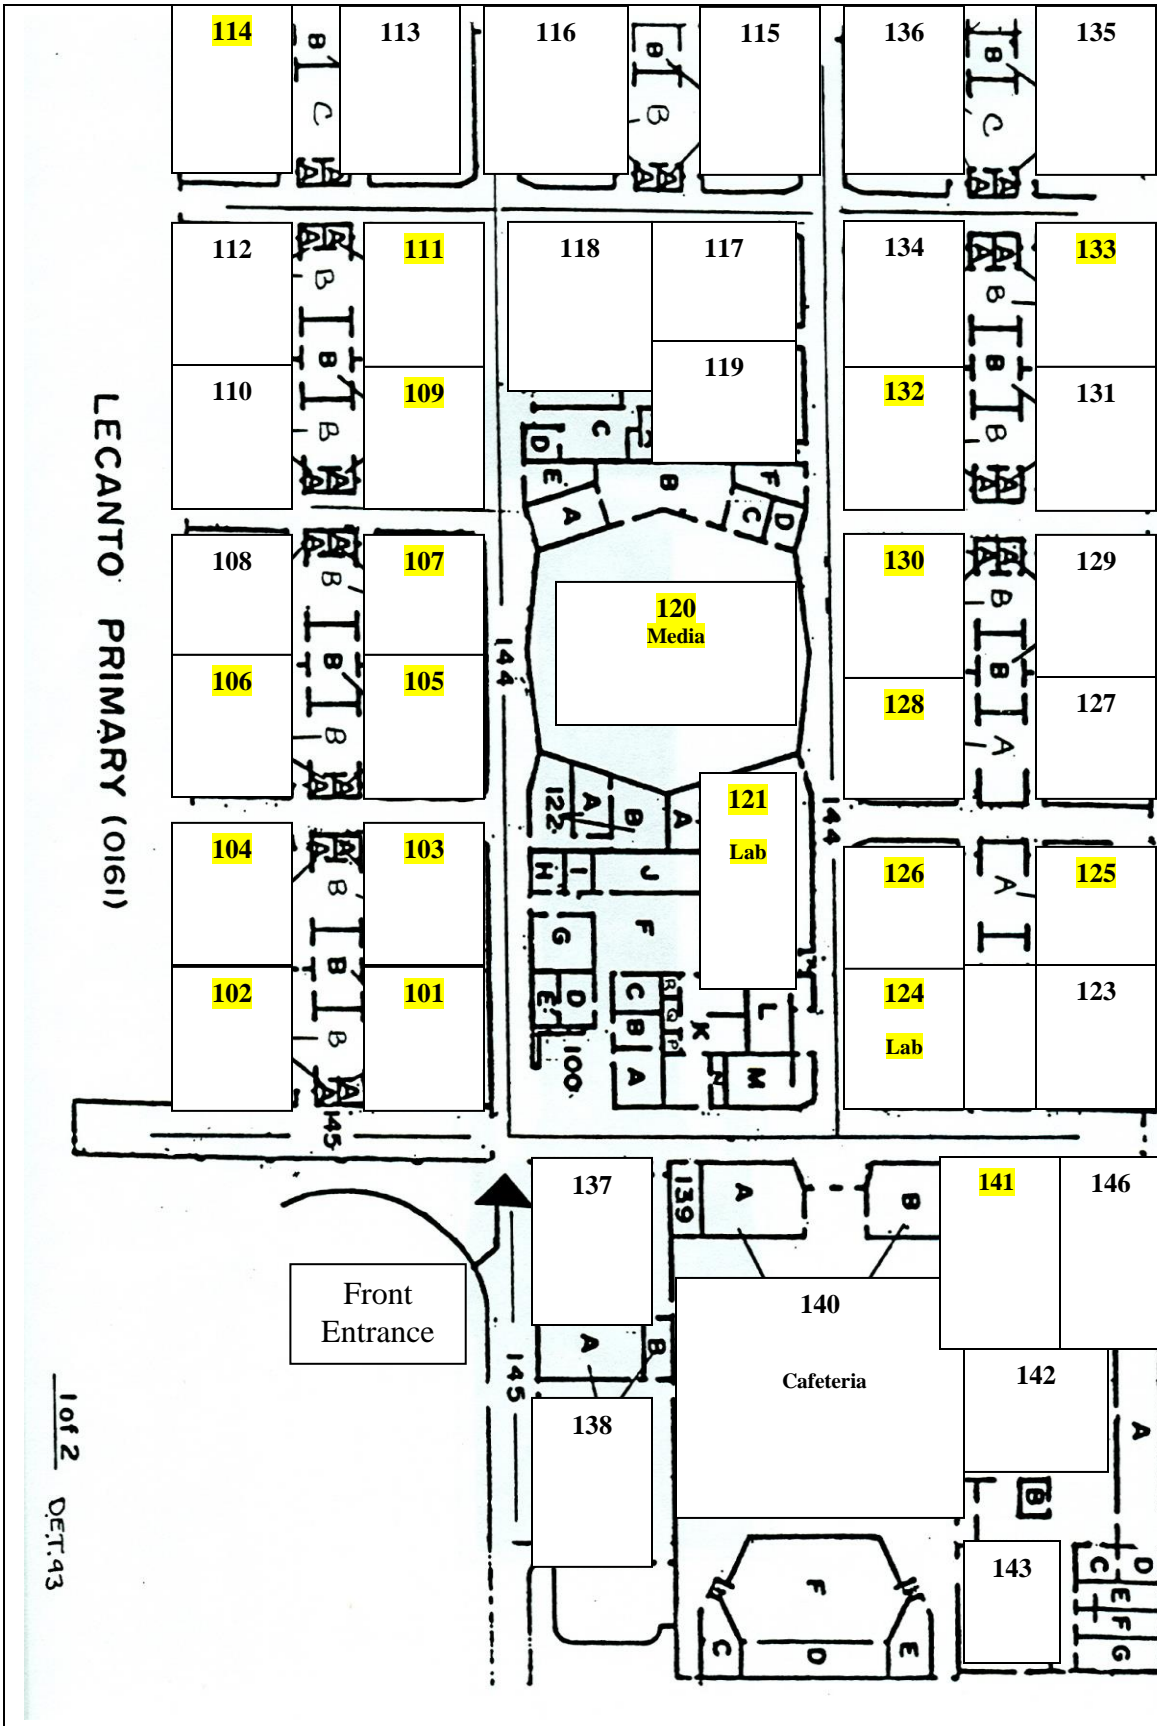 114
B
C
A A
113
116
B
B
A A
115
136
B
C
A A
135
112
A A
B
B
B
A A
111
118
117
134
A A
B
B
B
A A
133
110
109
119
132
131
C
D
E
B
F
A
C
D
108
A A
B
B
B
A A
107
144
120
Media
130
A A
B
B
A
129
106
105
128
127
122
A
B
A
121
Lab
144
104
A A
B
B
B
A A
103
H
I
J
F
G
126
A
125
102
101
E
D
C
B
A
R
Q
P
K
L
M
N
100
124
Lab
123
145
137
139
A
B
141
146
Front
Entrance
A
B
140
Cafeteria
142
A
145
138
B
143
C
D
E
F
G
F
C
D
E
LECANTO PRIMARY (0161)
1 of 2 D.E.T. 93